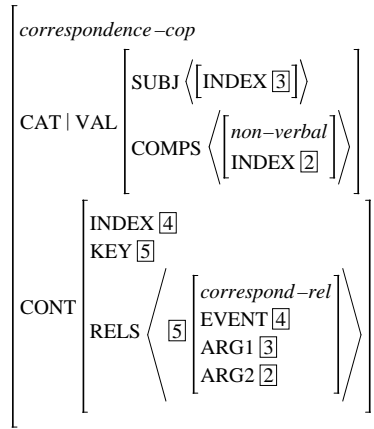 correspondence–cop
SUBJ ⟨[INDEX 3]⟩
CAT | VAL
COMPS ⟨[non–verbal
INDEX 2]⟩
INDEX 4
KEY 5
CONT
RELS ⟨ 5 [correspond–rel
EVENT 4
ARG1 3
ARG2 2]⟩